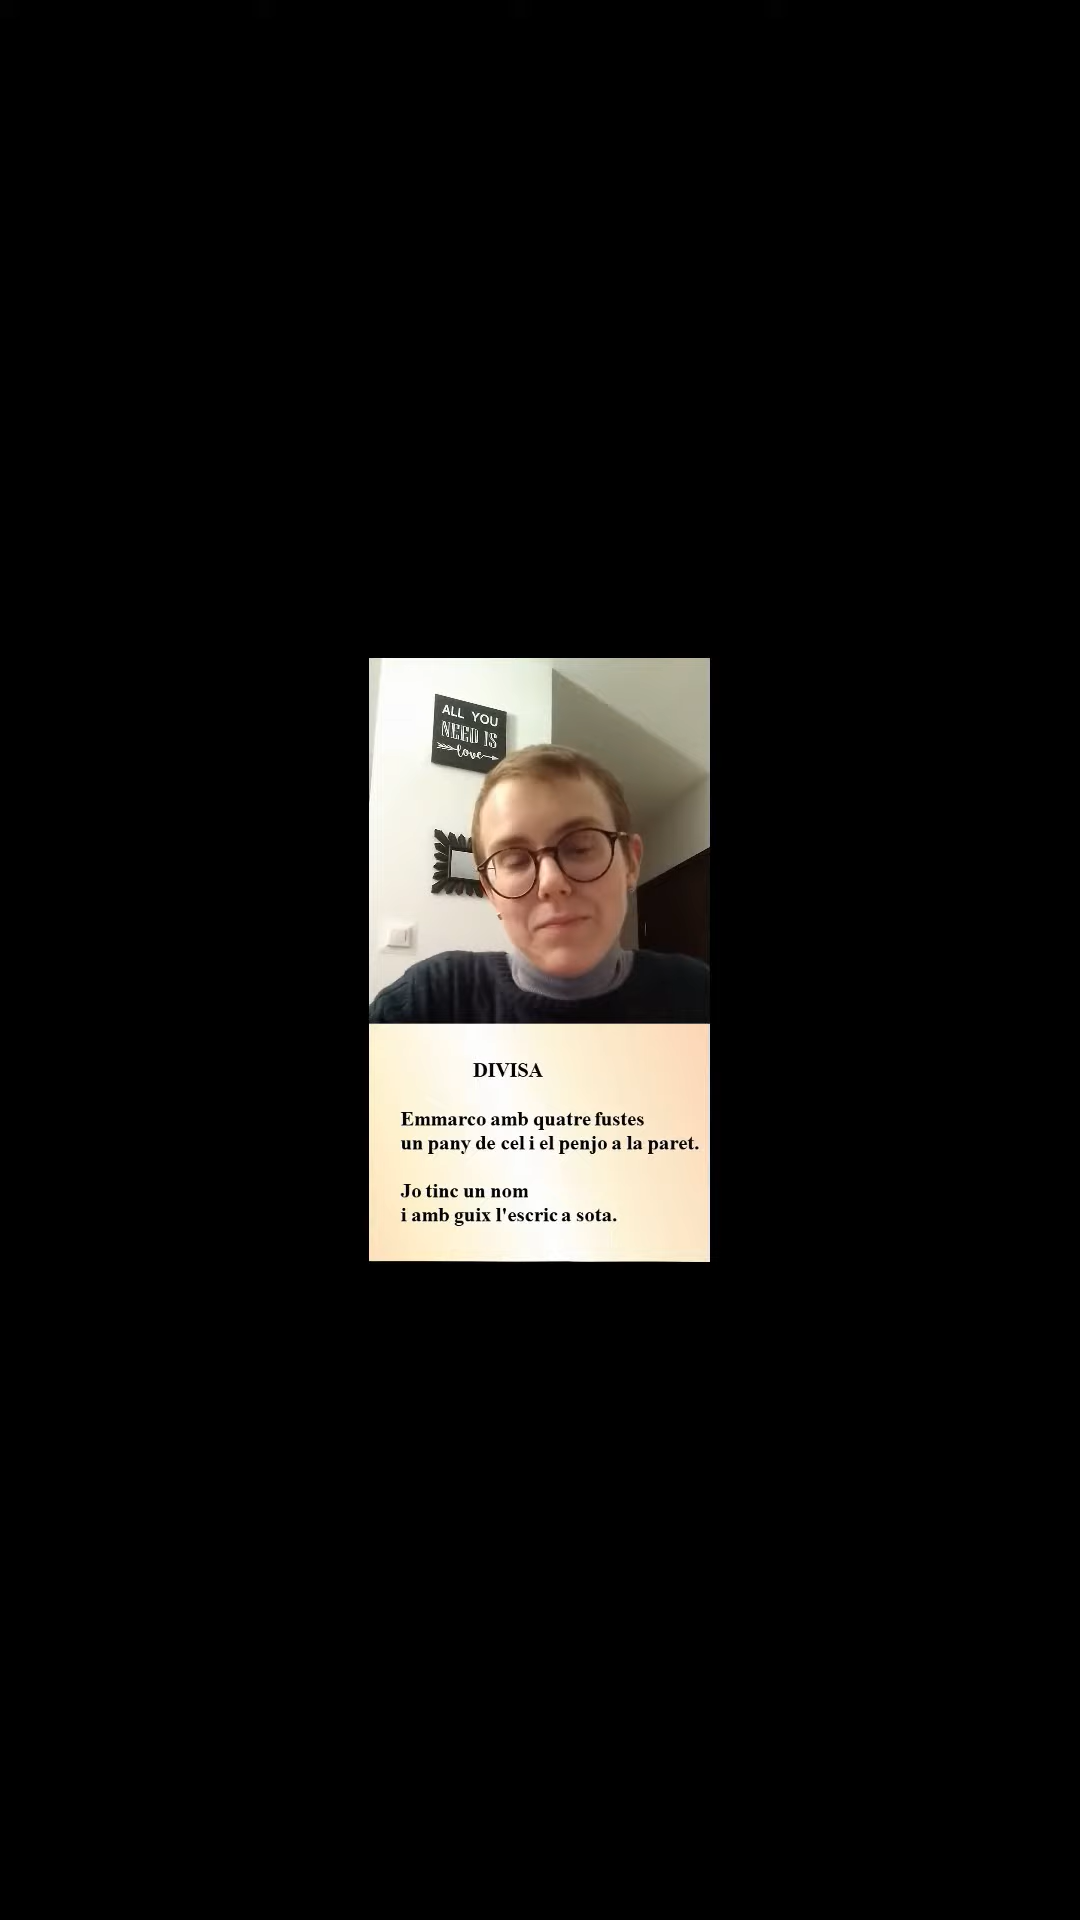 ALL YOU
NEED IS
love
DIVISA
Emmarco amb quatre fustes
un pany de cel i el penjo a la paret.
Jo tinc un nom
i amb guix l'escric a sota.